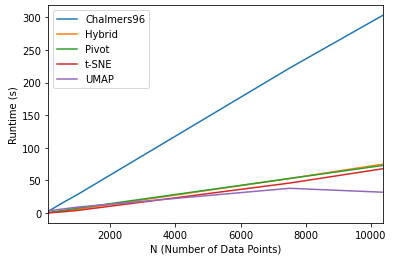 Chalmers96
Hybrid
Pivot
t-SNE
UMAP
300
250
200
150
100
50
0
Runtime (s)
2000 4000 6000 8000 10000
N (Number of Data Points)